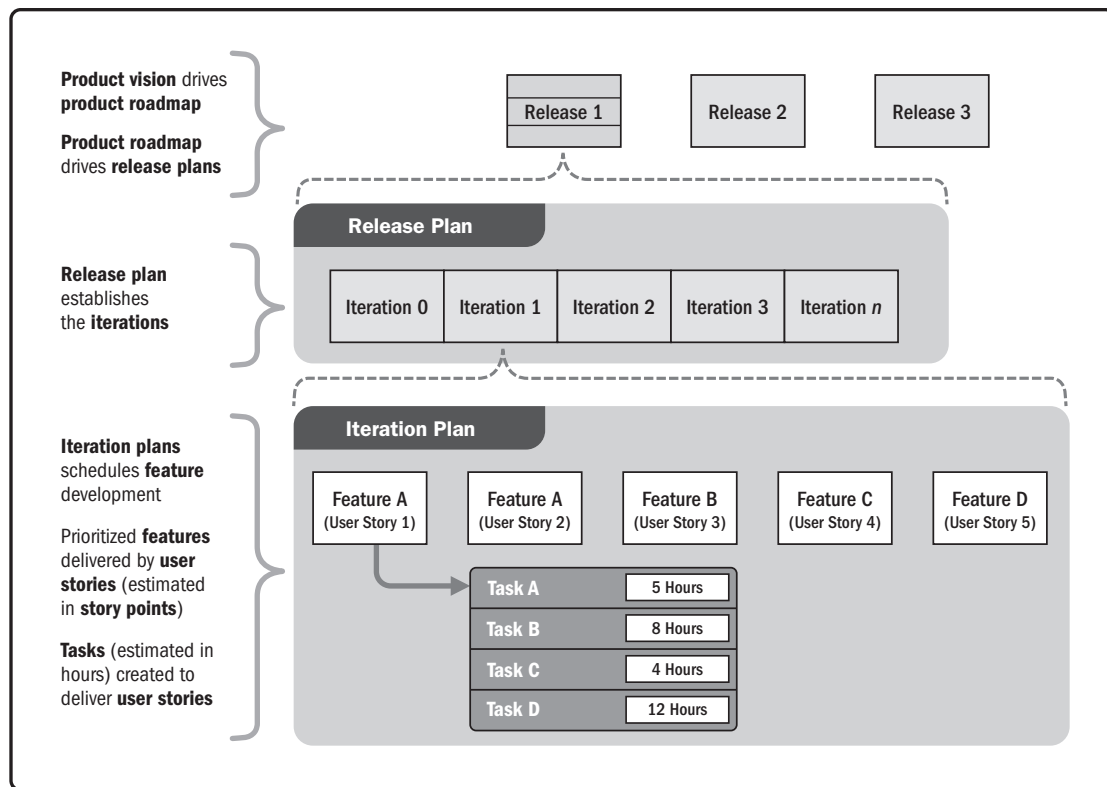 Product vision drives
product roadmap
Product roadmap
drives release plans
Release 1
Release 2
Release 3
Release Plan
Release plan
establishes
the iterations
Iteration 0
Iteration 1
Iteration 2
Iteration 3
Iteration n
Iteration Plan
Iteration plans
schedules feature
development
Prioritized features
delivered by user
stories (estimated
in story points)
Tasks (estimated in
hours) created to
deliver user stories
Feature A
(User Story 1)
Feature A
(User Story 2)
Feature B
(User Story 3)
Feature C
(User Story 4)
Feature D
(User Story 5)
Task A
5 Hours
Task B
8 Hours
Task C
4 Hours
Task D
12 Hours